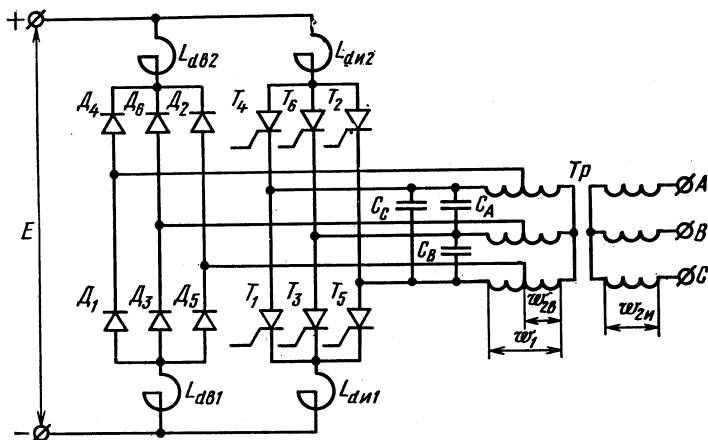 +
L_dв2
L_dи2
Д4 Д6 Д2
T4 T6 T2
Tр
A
C_C
C_A
E
B
C_B
C
Д1 Д3 Д5
T1 T3 T5
w_2в
w_1
w_2и
L_dв1
L_dи1
−